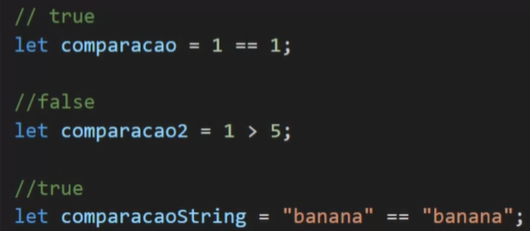 // true
let comparacao = 1 == 1;
//false
let comparacao2 = 1 > 5;
//true
let comparacaoString = "banana" == "banana";